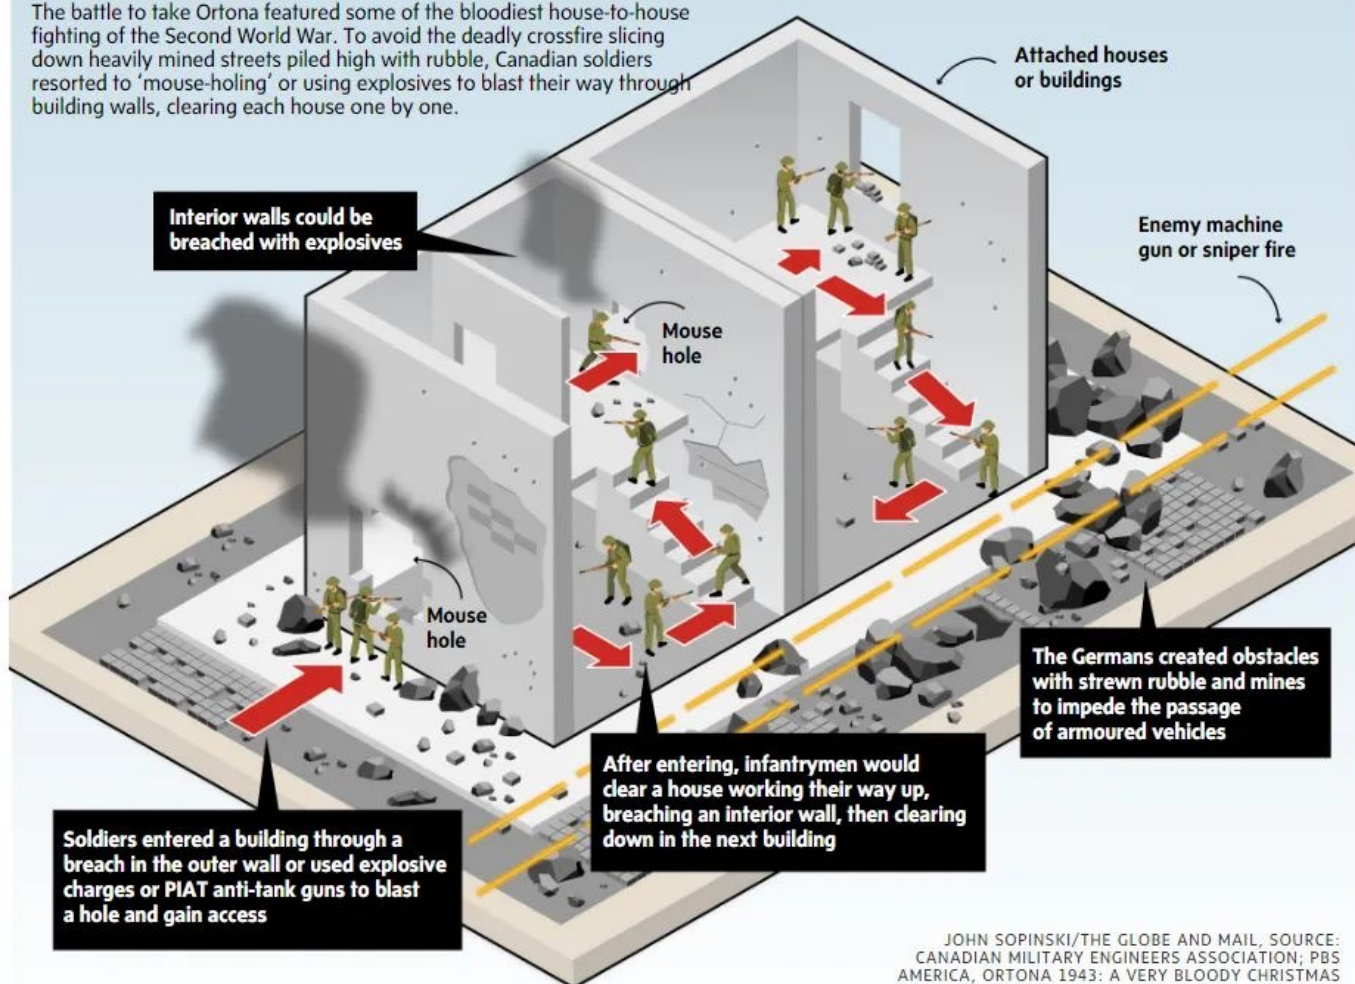 The battle to take Ortona featured some of the bloodiest house-to-house
fighting of the Second World War. To avoid the deadly crossfire slicing
down heavily mined streets piled high with rubble, Canadian soldiers
resorted to ‘mouse-holing’ or using explosives to blast their way through
building walls, clearing each house one by one.
Attached houses
or buildings
Interior walls could be
breached with explosives
Enemy machine
gun or sniper fire
Mouse
hole
Mouse
hole
The Germans created obstacles
with strewn rubble and mines
to impede the passage
of armoured vehicles
After entering, infantrymen would
clear a house working their way up,
breaching an interior wall, then clearing
down in the next building
Soldiers entered a building through a
breach in the outer wall or used explosive
charges or PIAT anti-tank guns to blast
a hole and gain access
JOHN SOPINSKI/THE GLOBE AND MAIL, SOURCE:
CANADIAN MILITARY ENGINEERS ASSOCIATION; PBS
AMERICA, ORTONA 1943: A VERY BLOODY CHRISTMAS